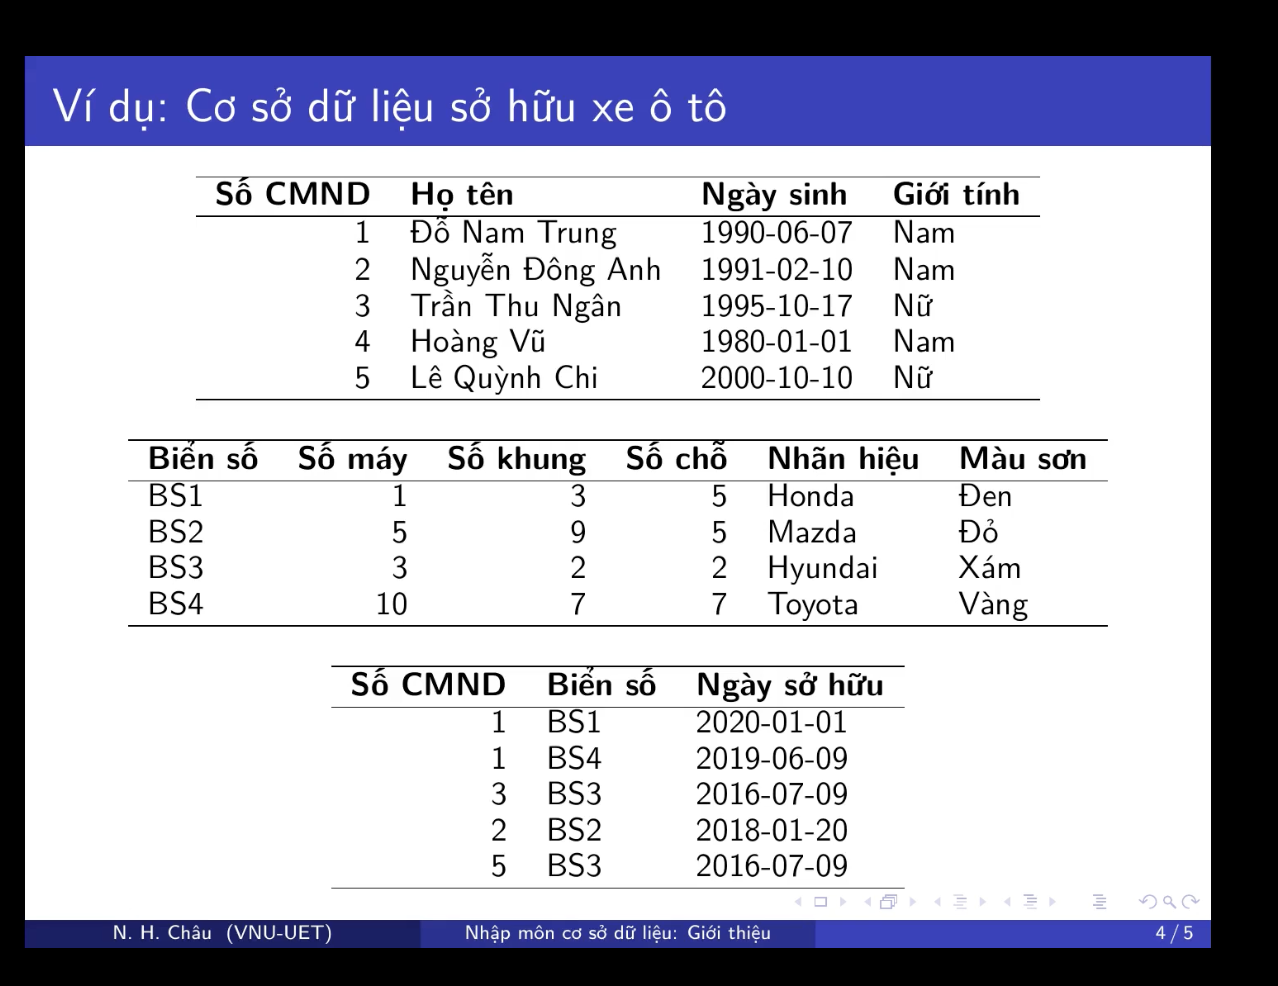 Ví dụ: Cơ sở dữ liệu sở hữu xe ô tô
Số CMND Họ tên Ngày sinh Giới tính
1 Đỗ Nam Trung 1990-06-07 Nam
2 Nguyễn Đông Anh 1991-02-10 Nam
3 Trần Thu Ngân 1995-10-17 Nữ
4 Hoàng Vũ 1980-01-01 Nam
5 Lê Quỳnh Chi 2000-10-10 Nữ
Biển số Số máy Số khung Số chỗ Nhãn hiệu Màu sơn
BS1 1 3 5 Honda Đen
BS2 5 9 5 Mazda Đỏ
BS3 3 2 2 Hyundai Xám
BS4 10 7 7 Toyota Vàng
Số CMND Biển số Ngày sở hữu
1 BS1 2020-01-01
1 BS4 2019-06-09
3 BS3 2016-07-09
2 BS2 2018-01-20
5 BS3 2016-07-09
N. H. Châu (VNU-UET) Nhập môn cơ sở dữ liệu: Giới thiệu 4 / 5